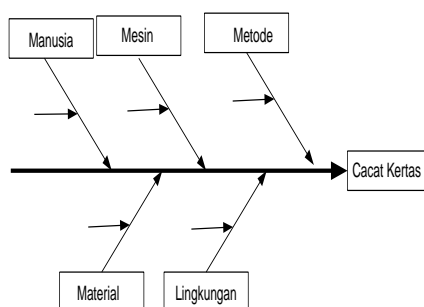 Manusia
Mesin
Metode
Cacat Kertas
Material
Lingkungan